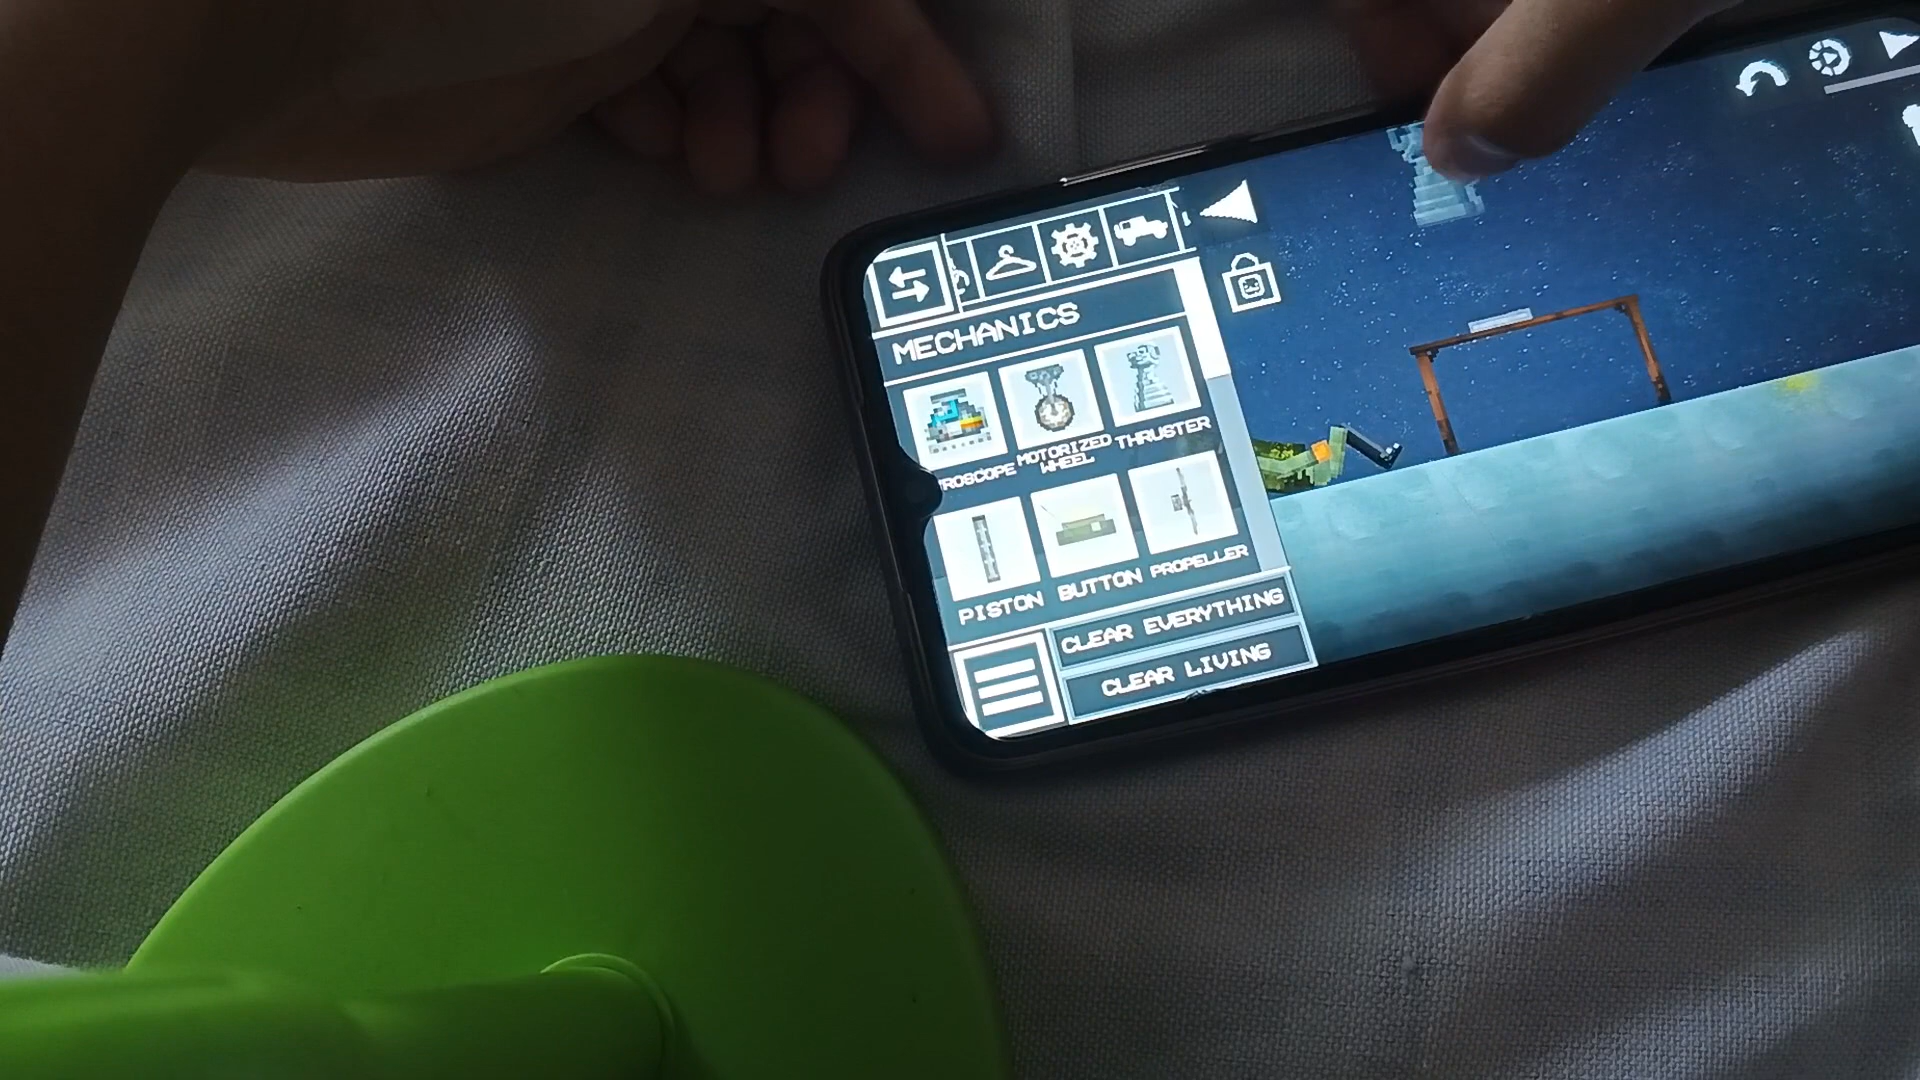 MECHANICS
ROSCOPE MOTORIZED WHEEL THRUSTER
PISTON BUTTON PROPELLER
CLEAR EVERYTHING
CLEAR LIVING